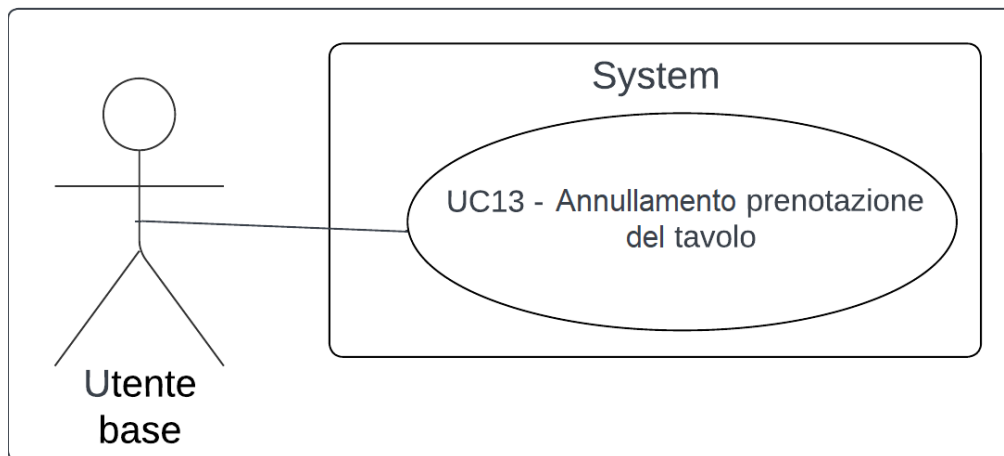 System
UC13 - Annullamento prenotazione
del tavolo
Utente
base